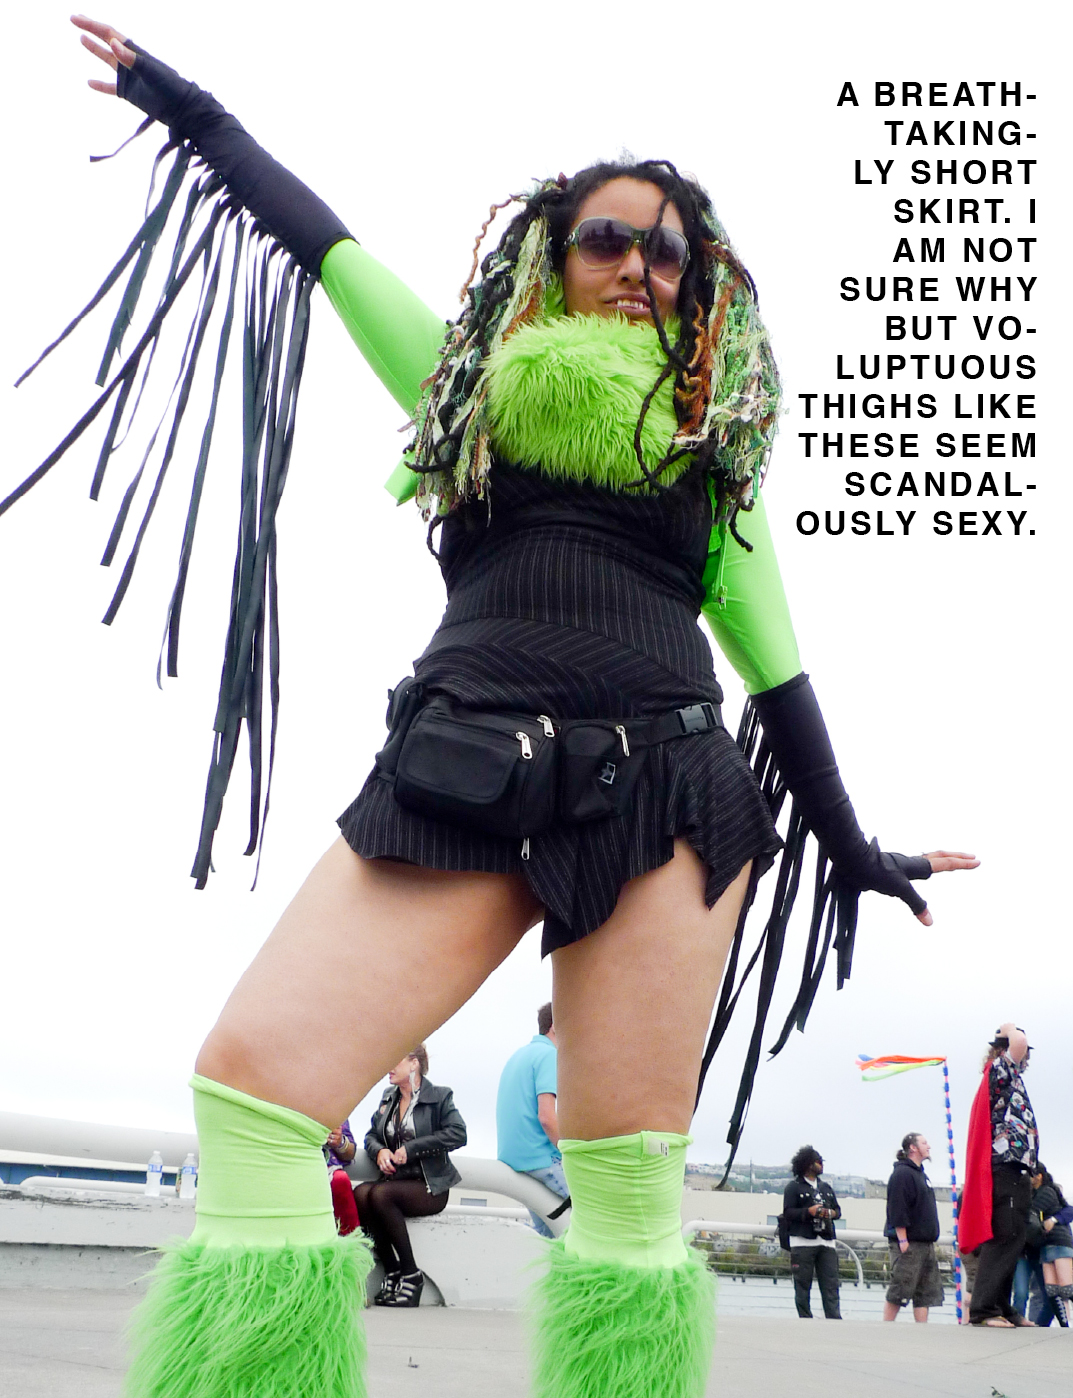 A BREATH-
TAKING-
LY SHORT
SKIRT. I
AM NOT
SURE WHY
BUT VO-
LUPTUOUS
THIGHS LIKE
THESE SEEM
SCANDAL-
OUSLY SEXY.